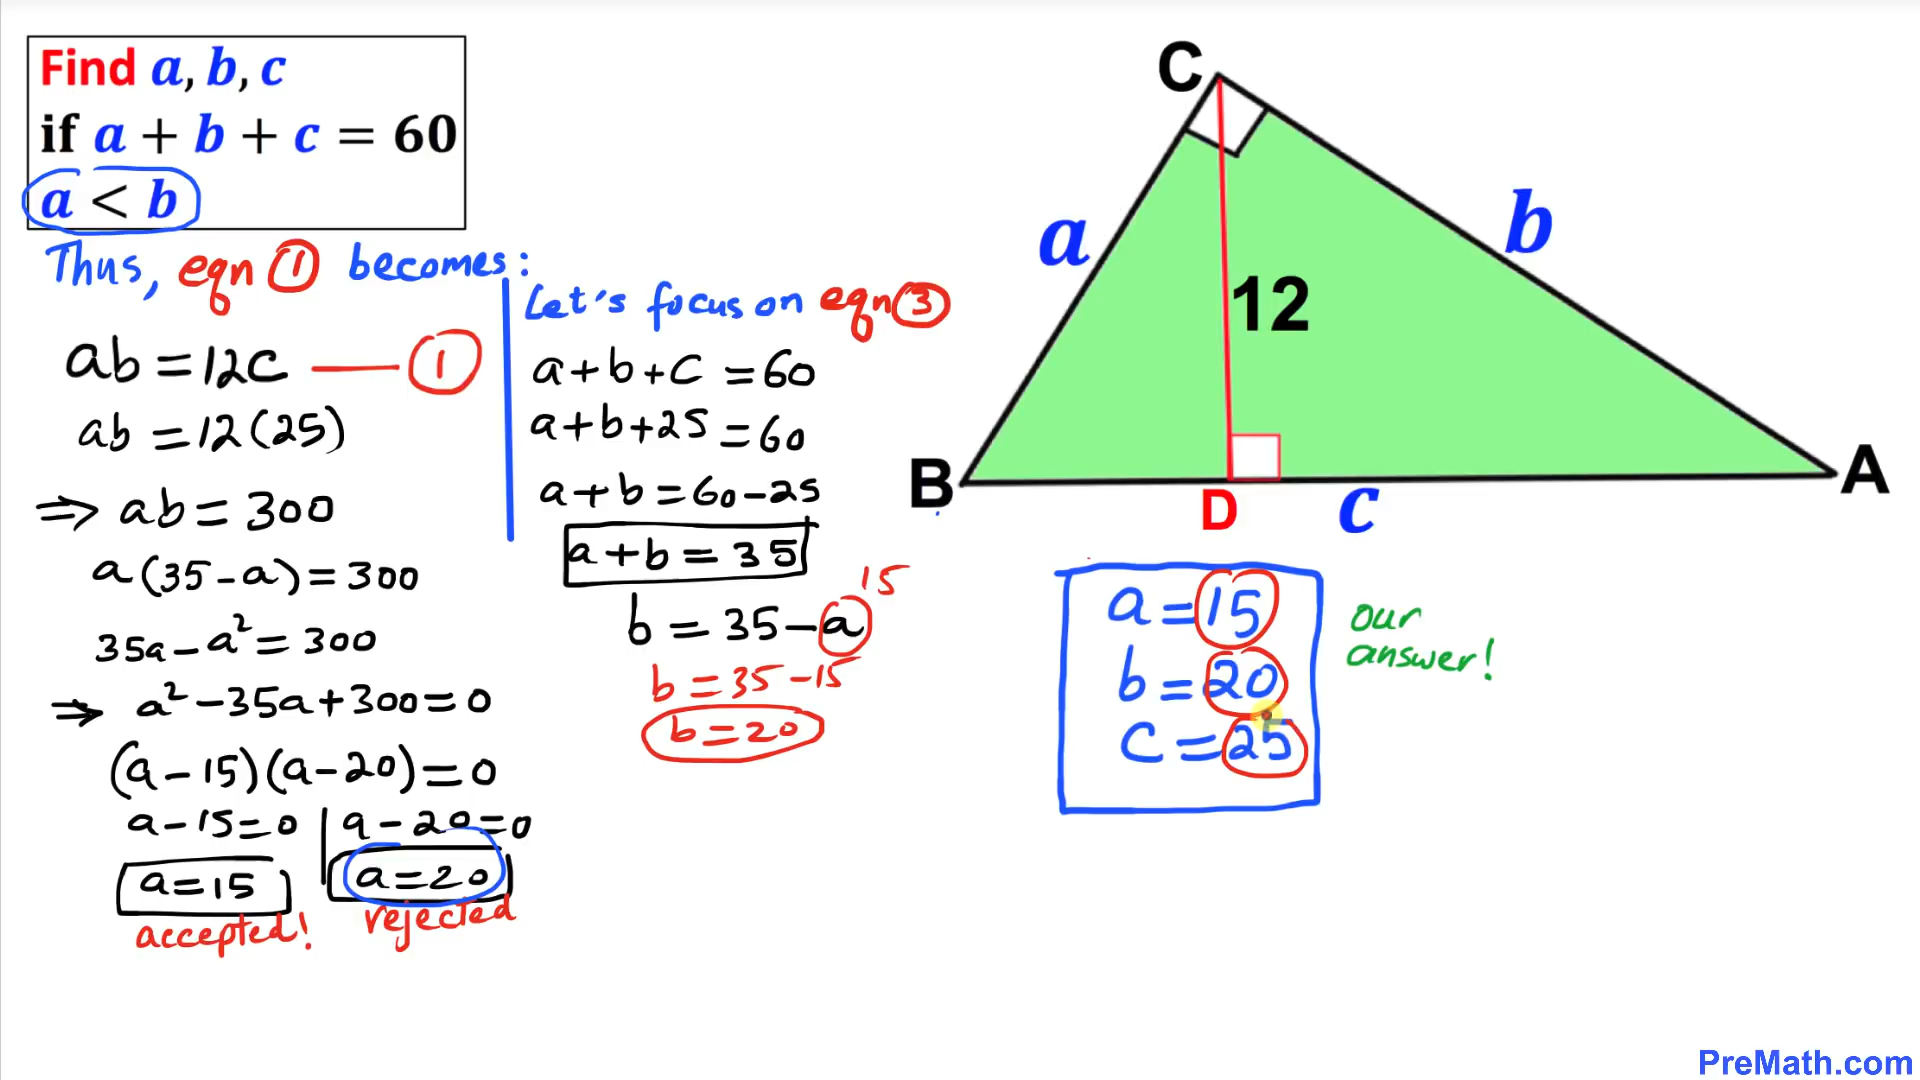 Find a, b, c
if a + b + c = 60
a < b
Thus, eqn ① becomes:
ab = 12c —— ①
ab = 12(25)
⇒ ab = 300
a(35-a) = 300
35a - a² = 300
⇒ a² - 35a + 300 = 0
(a - 15)(a - 20) = 0
a - 15 = 0 | a - 20 = 0
a = 15
a = 20
accepted!
rejected
Let's focus on eqn ③
a + b + c = 60
a + b + 25 = 60
a + b = 60 - 25
a + b = 35
15
b = 35 - a
b = 35 - 15
b = 20
C
a
b
12
B
A
D
c
a = 15
b = 20
c = 25
our
answer!
PreMath.com